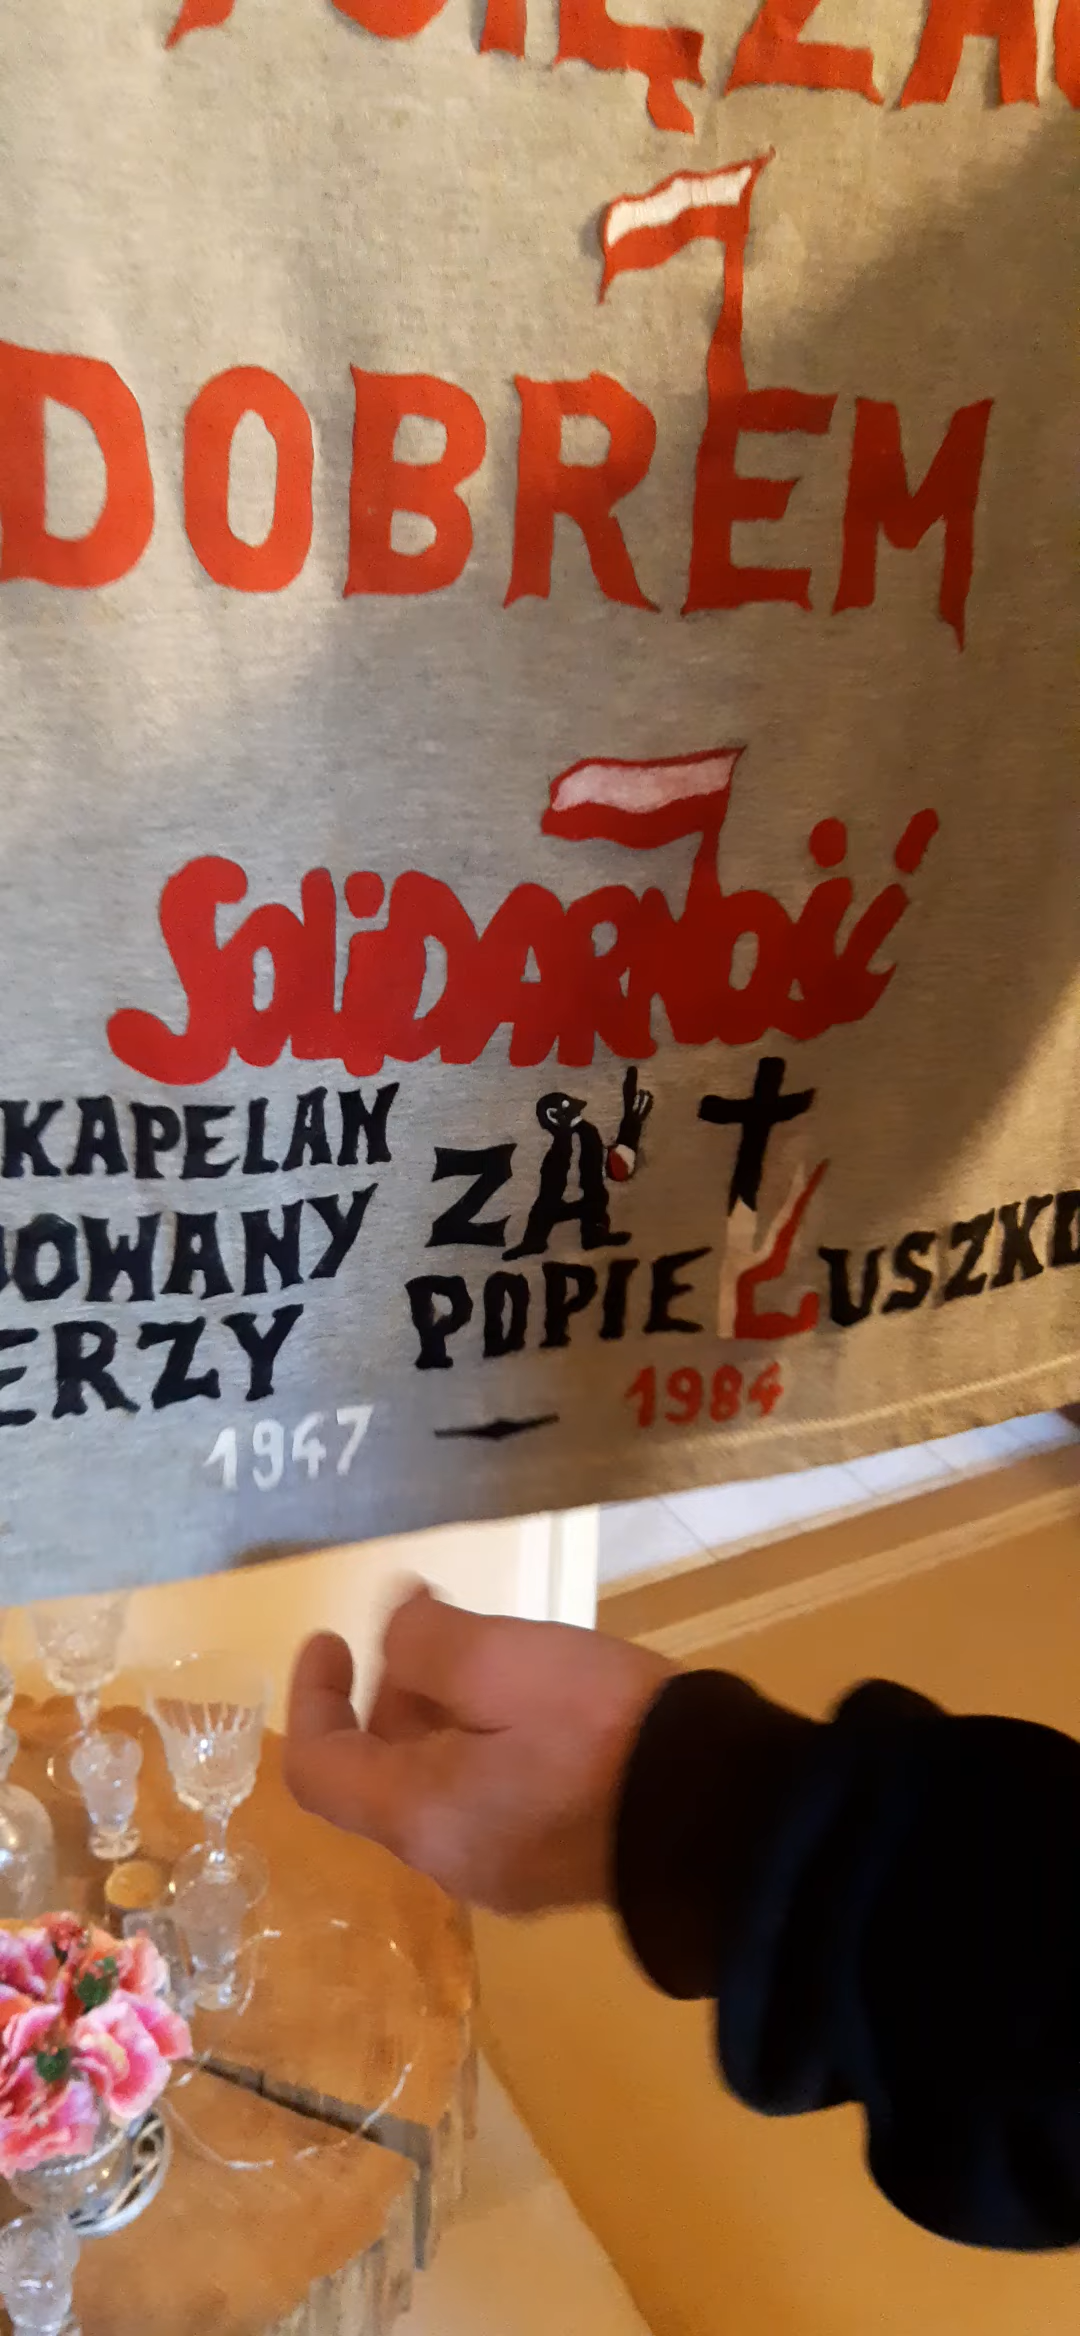 DOBREM
SOLiDARNOŚĆ
KAPELAN ZA
OWANY POPIEŁUSZKO
ERZY
1947 — 1984